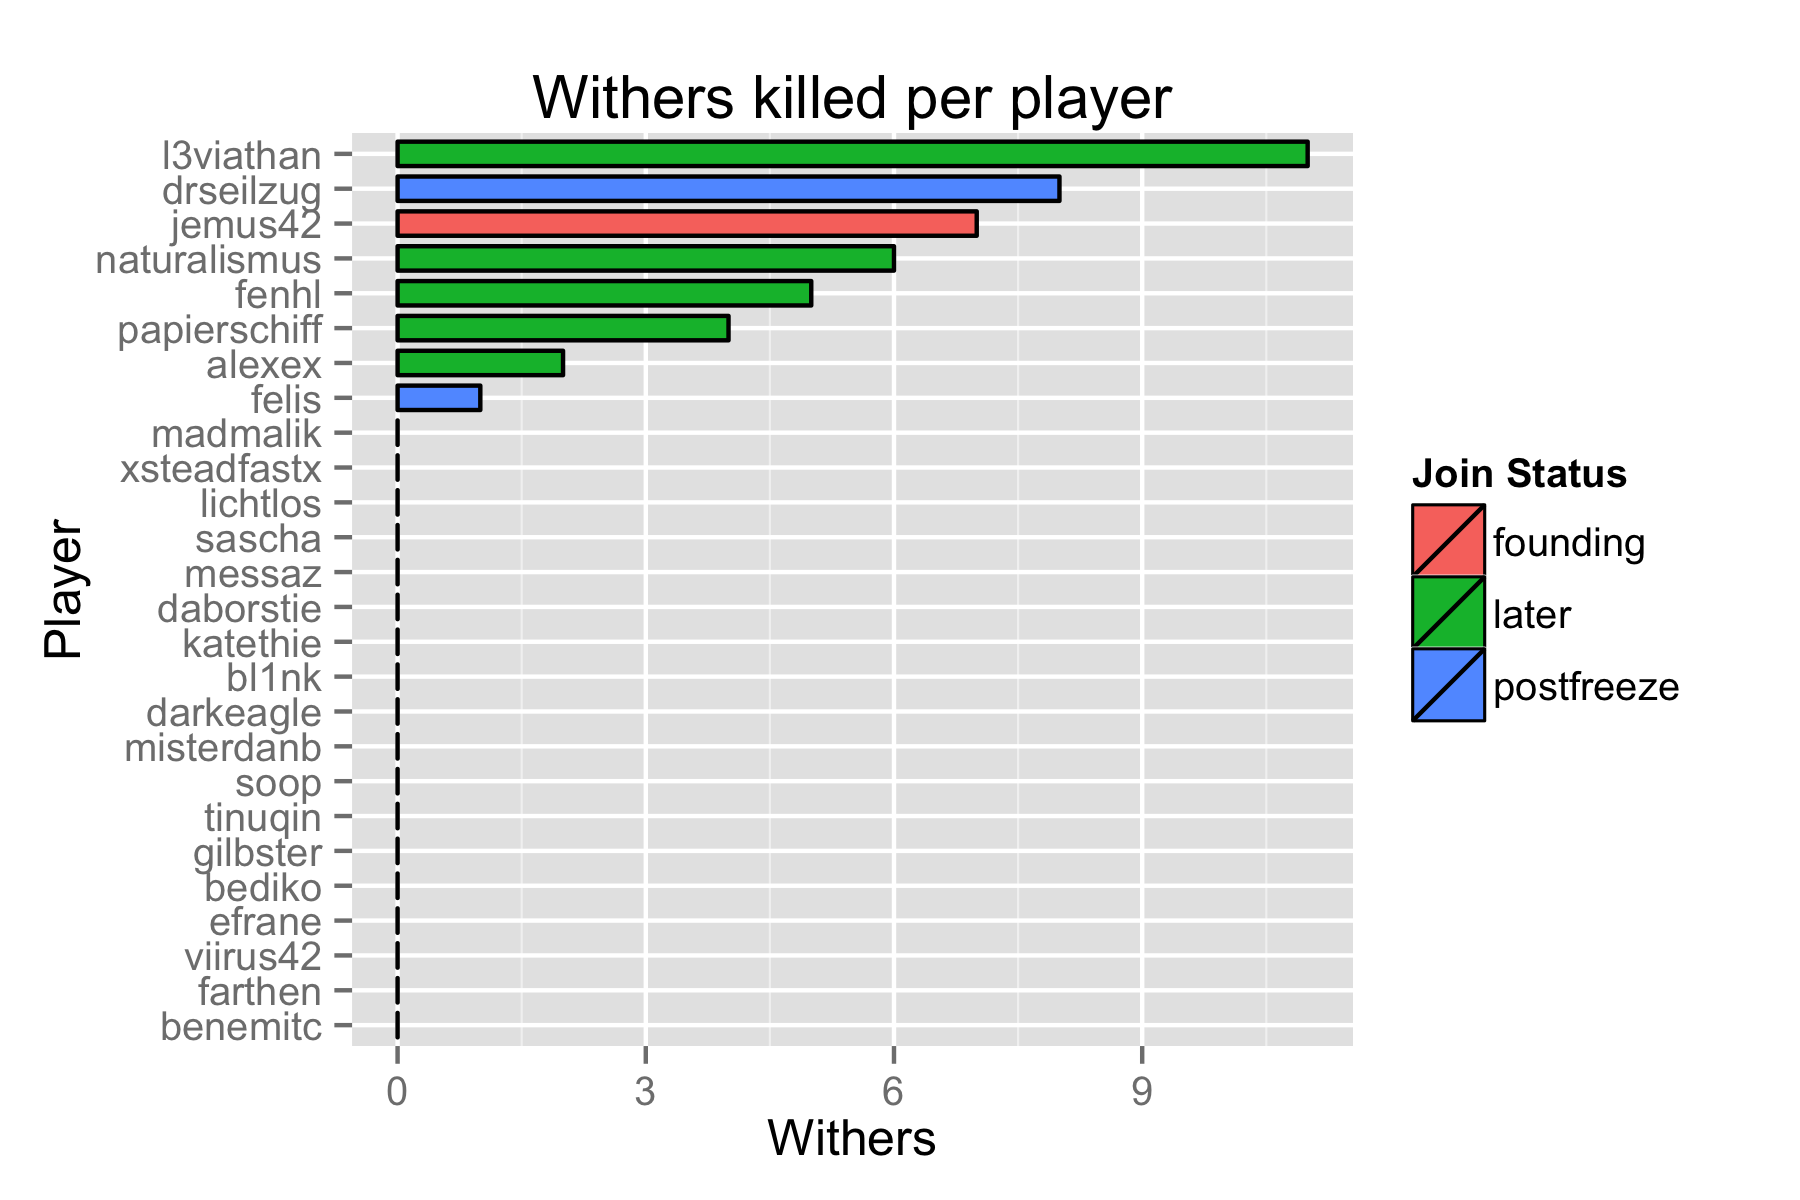 Withers killed per player
l3viathan
drseilzug
jemus42
naturalismus
fenhl
papierschiff
alexex
felis
madmalik
xsteadfastx
lichtlos
sascha
messaz
daborstie
katethie
bl1nk
darkeagle
misterdanb
soop
tinuqin
gilbster
bediko
efrane
viirus42
farthen
benemitc
Player
0 3 6 9
Withers
Join Status
founding
later
postfreeze